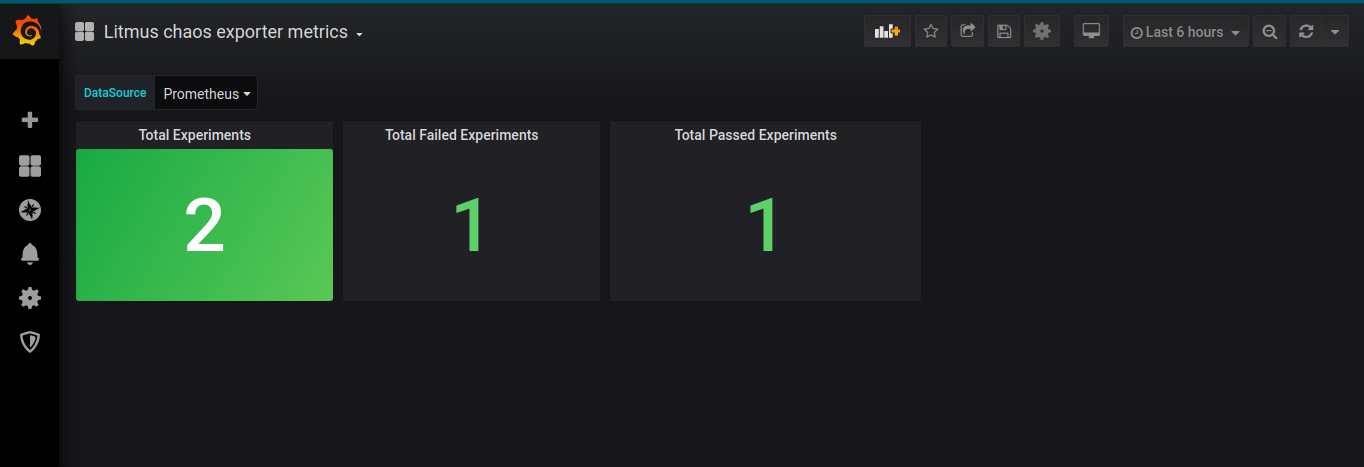 Litmus chaos exporter metrics
Last 6 hours
DataSource Prometheus
Total Experiments
2
Total Failed Experiments
1
Total Passed Experiments
1